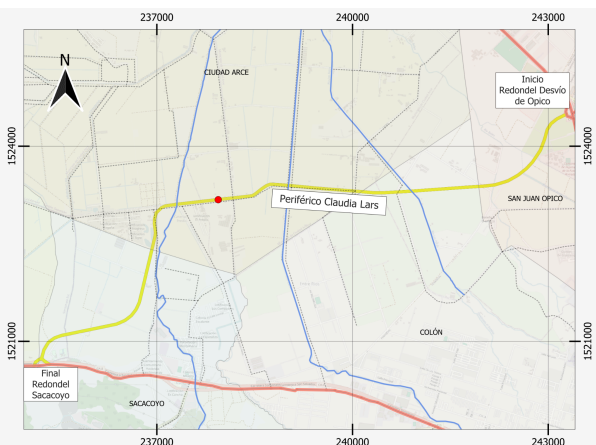 237000
240000
243000
N
CIUDAD ARCE
Inicio
Redondel Desvío
de Opico
1524000
1524000
SAN JUAN OPICO
Periférico Claudia Lars
1521000
1521000
COLÓN
Final
Redondel
Sacacoyo
SACACOYO
237000
240000
243000